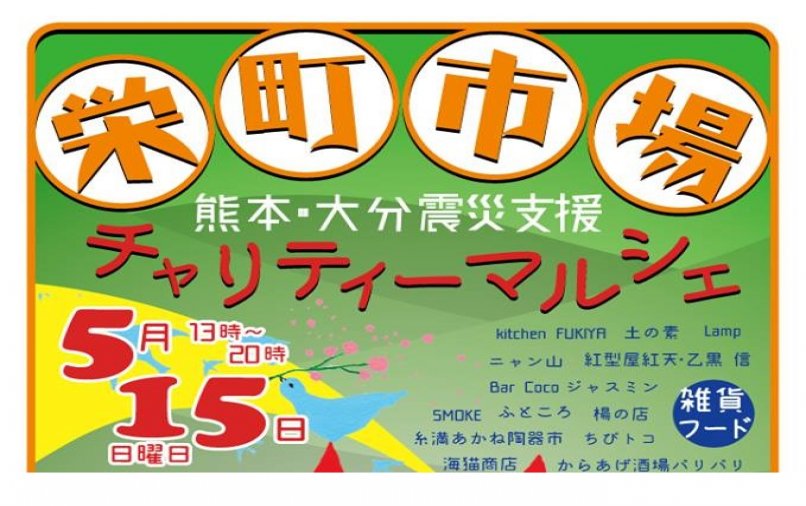 栄町市場
熊本・大分震災支援
チャリティーマルシェ
5月 13時～
20時
15日
日曜日
kitchen FUKIYA 土の素 Lamp
ニャン山 紅型屋紅天・乙黒 信
Bar Coco ジャスミン
SMOKE ふところ 楊の店
糸満あかね陶器市 ちびトコ
海猫商店 からあげ酒場バリバリ
雑貨
フード